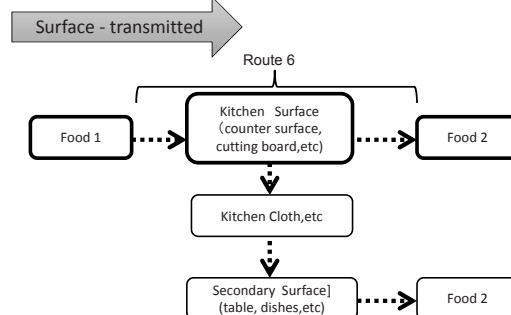 Surface - transmitted
Route 6
Food 1
Kitchen Surface
(counter surface,
cutting board,etc)
Food 2
Kitchen Cloth,etc
Secondary Surface]
(table, dishes,etc)
Food 2